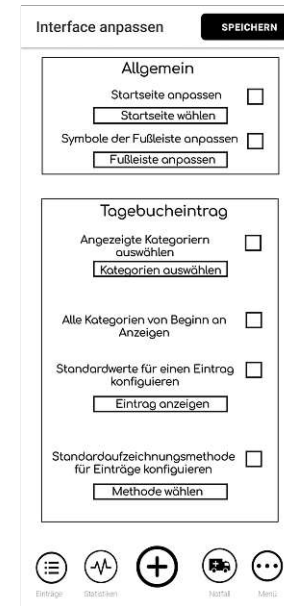 Interface anpassen SPEICHERN
Allgemein
Startseite anpassen
Startseite wählen
Symbole der Fußleiste anpassen
Fußleiste anpassen
Tagebucheintrag
Angezeigte Kategoriern
auswählen
Kategorien auswählen
Alle Kategorien von Beginn an
Anzeigen
Standardwerte für einen Eintrag
konfiguieren
Eintrag anzeigen
Standardaufzeichnungsmethode
für Einträge konfiguieren
Methode wählen
Einträge Statistiken Notfall Menü